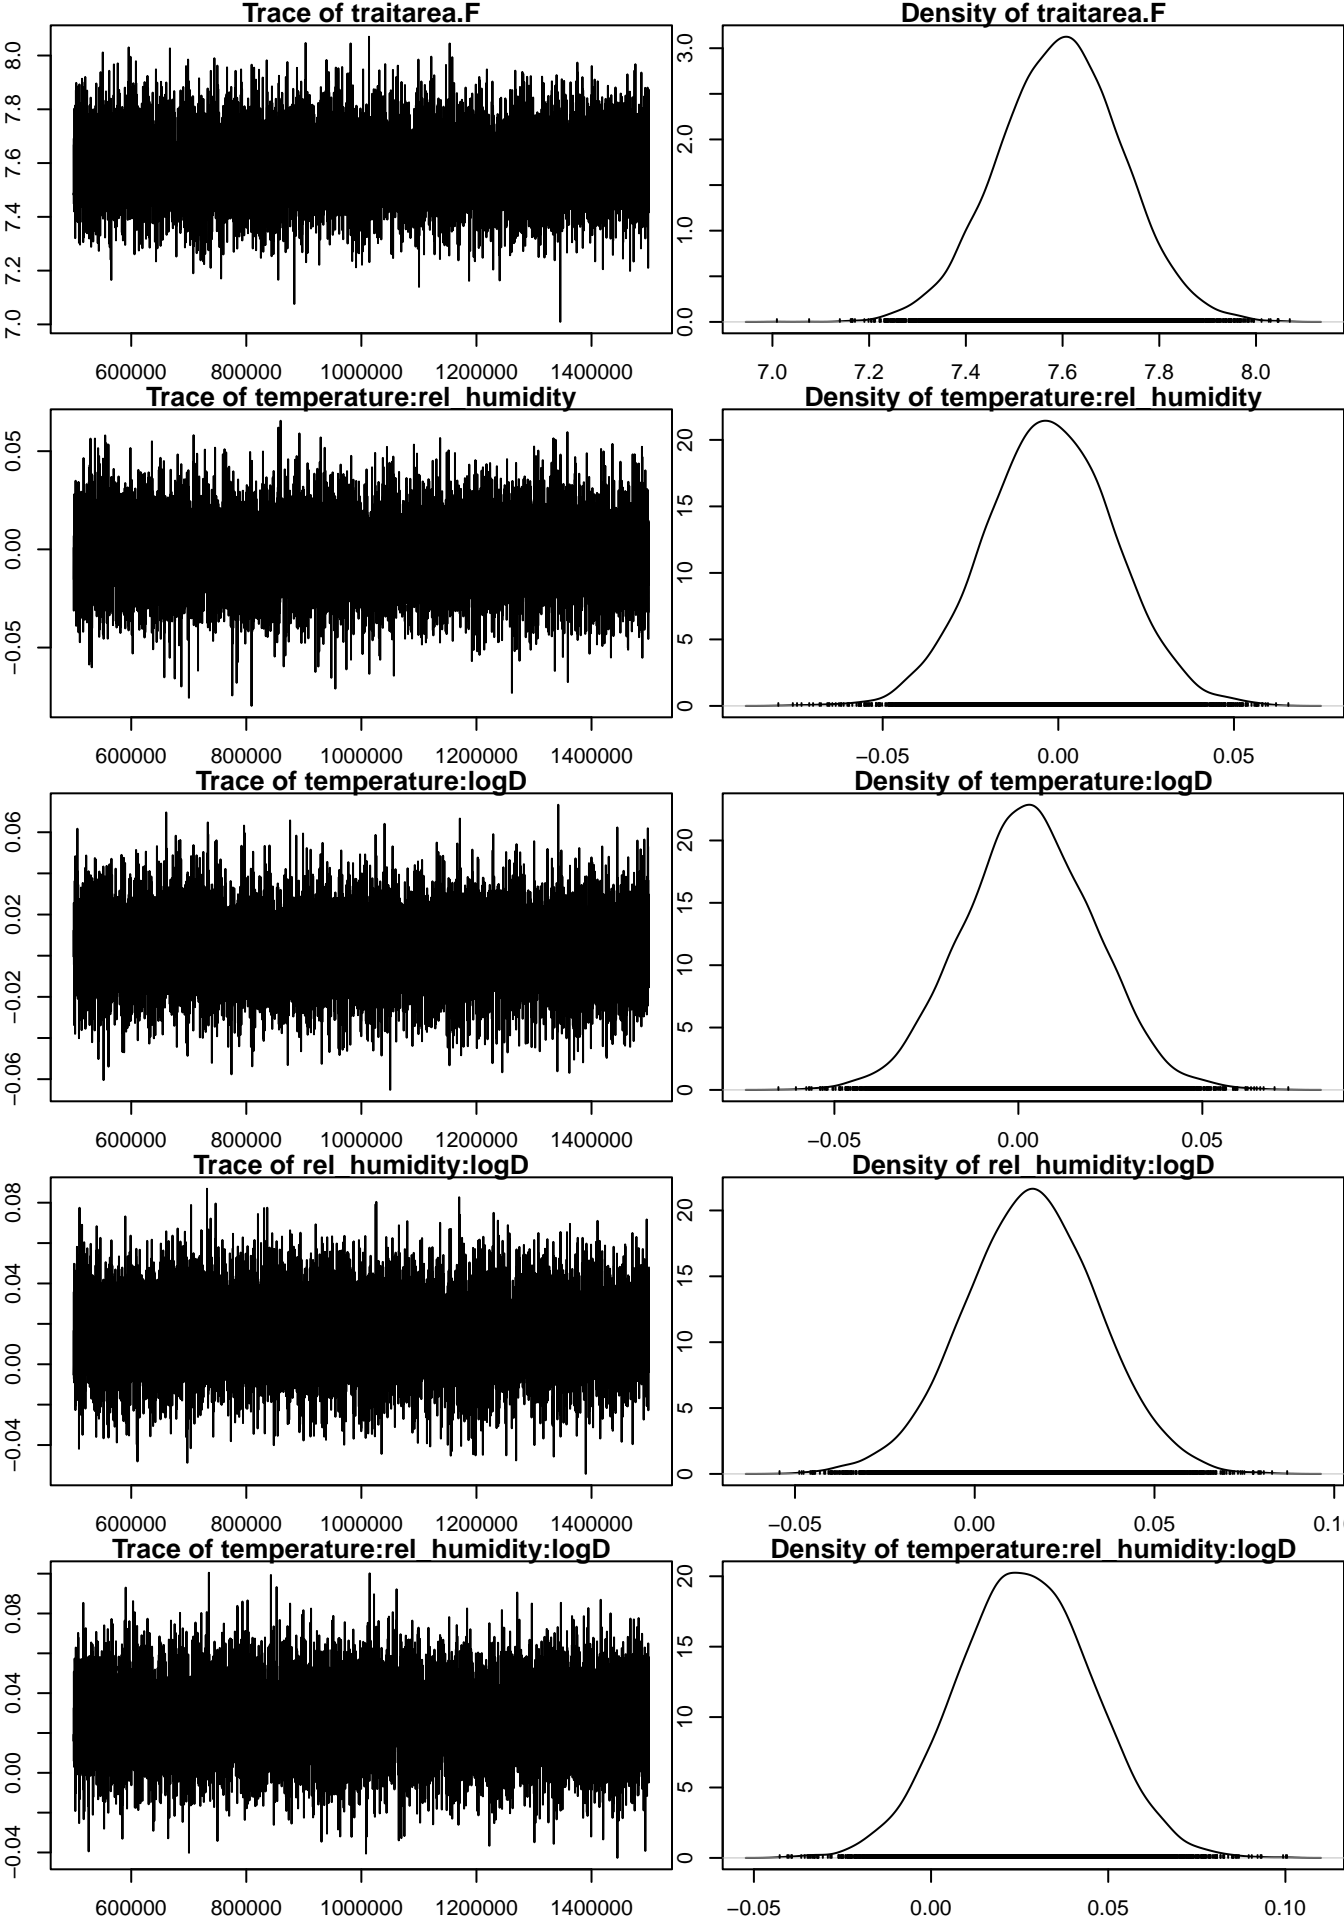 Trace of traitarea.F
Density of traitarea.F
7.0 7.2 7.4 7.6 7.8 8.0
0.0 1.0 2.0 3.0
600000 800000 1000000 1200000 1400000
7.0 7.2 7.4 7.6 7.8 8.0
Trace of temperature:rel_humidity
Density of temperature:rel_humidity
−0.05 0.00 0.05
0 5 10 15 20
600000 800000 1000000 1200000 1400000
−0.05 0.00 0.05
Trace of temperature:logD
Density of temperature:logD
−0.06 −0.02 0.02 0.06
0 5 10 15 20
600000 800000 1000000 1200000 1400000
−0.05 0.00 0.05
Trace of rel_humidity:logD
Density of rel_humidity:logD
−0.04 0.00 0.04 0.08
0 5 10 15 20
600000 800000 1000000 1200000 1400000
−0.05 0.00 0.05
Trace of temperature:rel_humidity:logD
Density of temperature:rel_humidity:logD
−0.04 0.00 0.04 0.08
0 5 10 15 20
600000 800000 1000000 1200000 1400000
−0.05 0.00 0.05 0.10